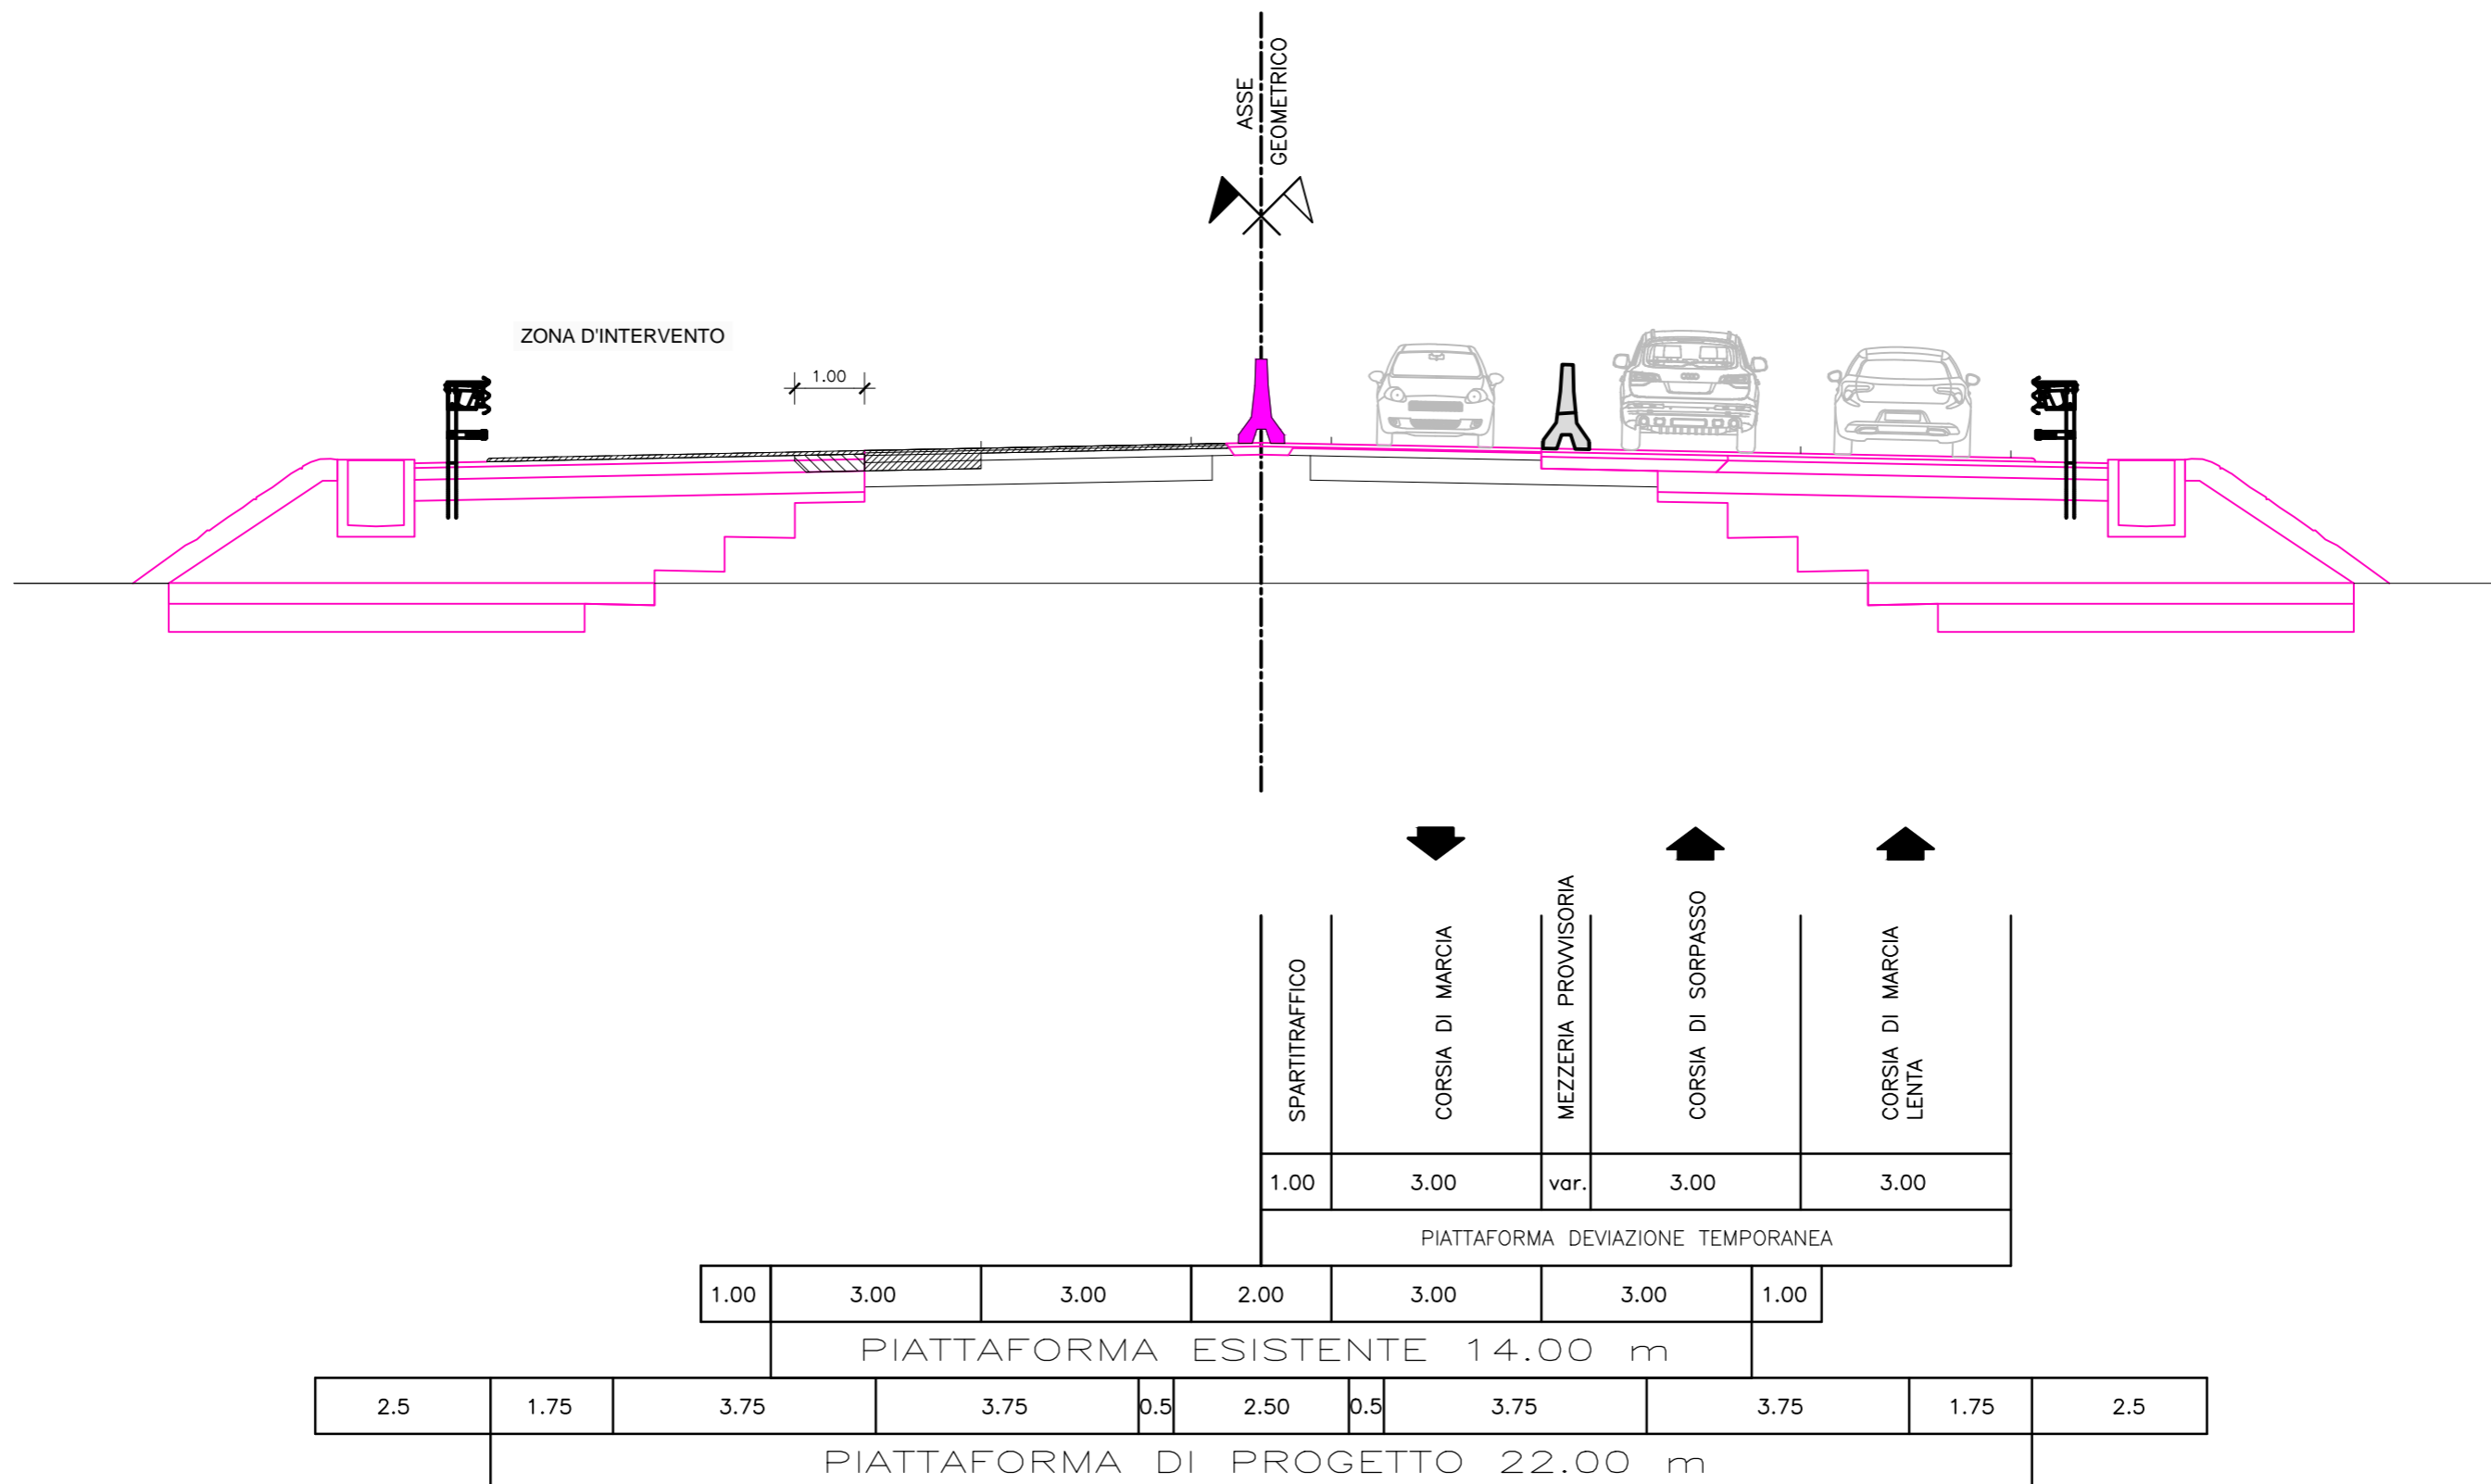 ASSE
GEOMETRICO
ZONA D'INTERVENTO
1.00
SPARTITRAFFICO
CORSIA DI MARCIA
MEZZERIA PROVVISORIA
CORSIA DI SORPASSO
CORSIA DI MARCIA
LENTA
1.00 3.00 var. 3.00 3.00
PIATTAFORMA DEVIAZIONE TEMPORANEA
1.00 3.00 3.00 2.00 3.00 3.00 1.00
PIATTAFORMA ESISTENTE 14.00 m
2.5 1.75 3.75 3.75 0.5 2.50 0.5 3.75 3.75 1.75 2.5
PIATTAFORMA DI PROGETTO 22.00 m